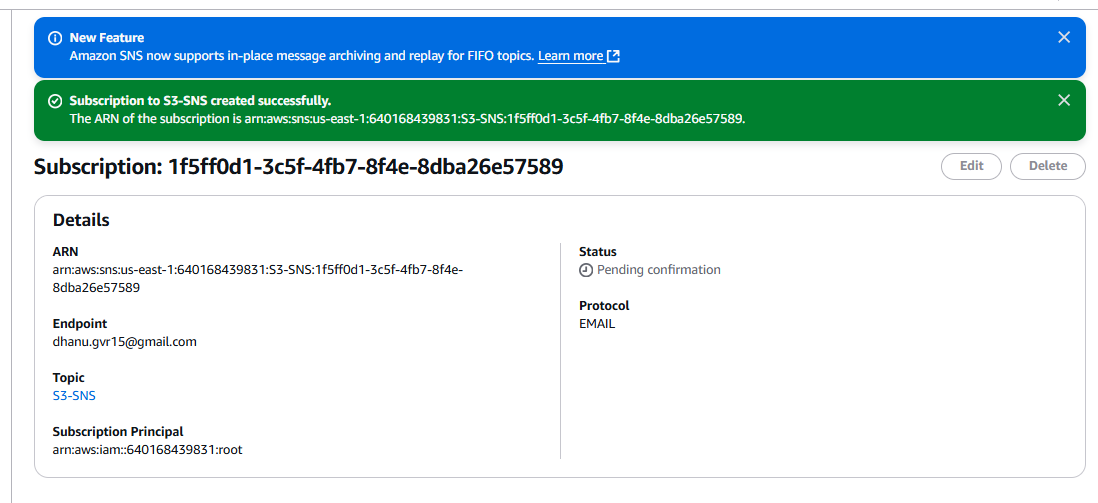 New Feature
Amazon SNS now supports in-place message archiving and replay for FIFO topics. Learn more
Subscription to S3-SNS created successfully.
The ARN of the subscription is arn:aws:sns:us-east-1:640168439831:S3-SNS:1f5ff0d1-3c5f-4fb7-8f4e-8dba26e57589.
Subscription: 1f5ff0d1-3c5f-4fb7-8f4e-8dba26e57589
Edit
Delete
Details
ARN
arn:aws:sns:us-east-1:640168439831:S3-SNS:1f5ff0d1-3c5f-4fb7-8f4e-
8dba26e57589
Endpoint
dhanu.gvr15@gmail.com
Topic
S3-SNS
Subscription Principal
arn:aws:iam::640168439831:root
Status
Pending confirmation
Protocol
EMAIL